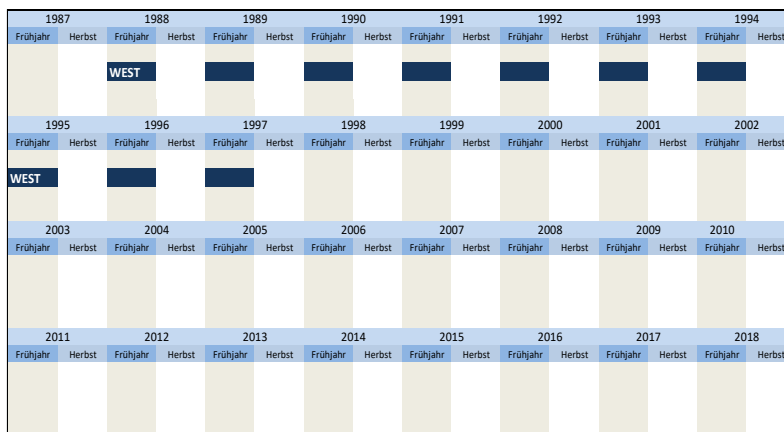 1987 1988 1989 1990 1991 1992 1993 1994
Frühjahr Herbst Frühjahr Herbst Frühjahr Herbst Frühjahr Herbst Frühjahr Herbst Frühjahr Herbst Frühjahr Herbst Frühjahr Herbst
WEST
1995 1996 1997 1998 1999 2000 2001 2002
Frühjahr Herbst Frühjahr Herbst Frühjahr Herbst Frühjahr Herbst Frühjahr Herbst Frühjahr Herbst Frühjahr Herbst Frühjahr Herbst
WEST
2003 2004 2005 2006 2007 2008 2009 2010
Frühjahr Herbst Frühjahr Herbst Frühjahr Herbst Frühjahr Herbst Frühjahr Herbst Frühjahr Herbst Frühjahr Herbst Frühjahr Herbst
2011 2012 2013 2014 2015 2016 2017 2018
Frühjahr Herbst Frühjahr Herbst Frühjahr Herbst Frühjahr Herbst Frühjahr Herbst Frühjahr Herbst Frühjahr Herbst Frühjahr Herbst